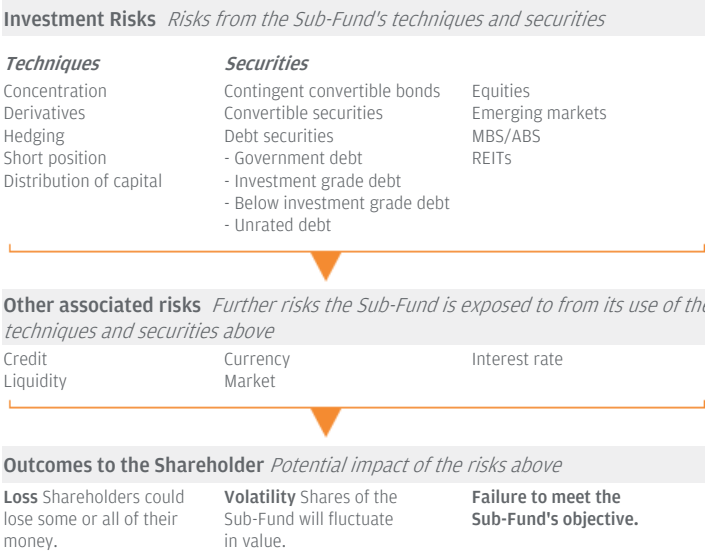 Investment Risks Risks from the Sub-Fund's techniques and securities
Techniques
Concentration
Derivatives
Hedging
Short position
Distribution of capital
Securities
Contingent convertible bonds
Convertible securities
Debt securities
- Government debt
- Investment grade debt
- Below investment grade debt
- Unrated debt
Equities
Emerging markets
MBS/ABS
REITs
Other associated risks Further risks the Sub-Fund is exposed to from its use of the
techniques and securities above
Credit
Liquidity
Currency
Market
Interest rate
Outcomes to the Shareholder Potential impact of the risks above
Loss Shareholders could
lose some or all of their
money.
Volatility Shares of the
Sub-Fund will fluctuate
in value.
Failure to meet the
Sub-Fund's objective.